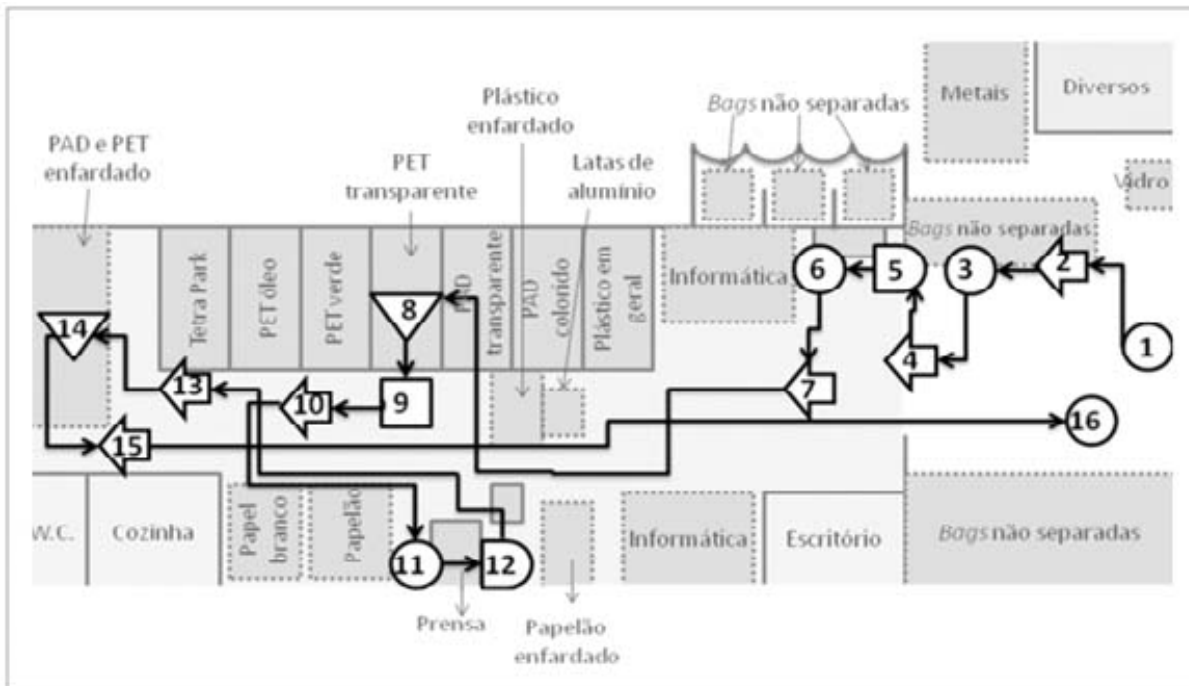 Metais
Diversos
Plástico
enfardado
Bags não separadas
PAD e PET
enfardado
PET
transparente
Latas de
alumínio
Vidro
Bags não separadas
Tetra Park
PET óleo
PET verde
PAD
transparente
PAD
colorido
Plástico em
geral
Informática
6
5
3
2
8
1
14
13
10
9
7
4
15
16
W.C.
Cozinha
Papel
branco
Papelão
11
12
Informática
Escritório
Bags não separadas
Prensa
Papelão
enfardado